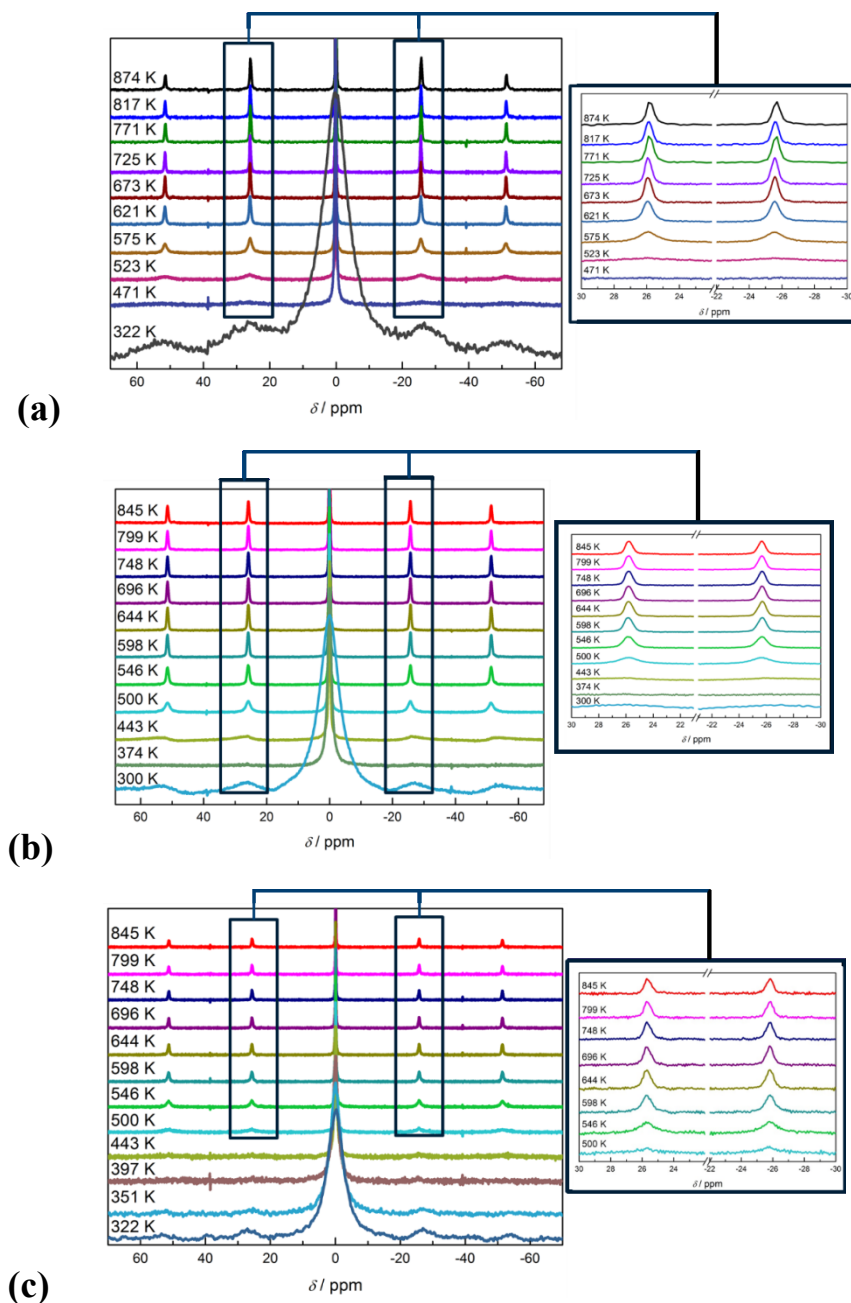 874 K
817 K
771 K
725 K
673 K
621 K
575 K
523 K
471 K
322 K
60 40 20 0 -20 -40 -60
δ / ppm
874 K
817 K
771 K
725 K
673 K
621 K
575 K
523 K
471 K
30 28 26 24 22 -22 -24 -26 -28 -30
δ / ppm
(a)
845 K
799 K
748 K
696 K
644 K
598 K
546 K
500 K
443 K
374 K
300 K
60 40 20 0 -20 -40 -60
δ / ppm
845 K
799 K
748 K
696 K
644 K
598 K
546 K
500 K
443 K
374 K
300 K
30 28 26 24 22 -22 -24 -26 -28 -30
δ / ppm
(b)
845 K
799 K
748 K
696 K
644 K
598 K
546 K
500 K
443 K
397 K
351 K
322 K
60 40 20 0 -20 -40 -60
δ / ppm
845 K
799 K
748 K
696 K
644 K
598 K
546 K
500 K
30 28 26 24 22 -22 -24 -26 -28 -30
δ / ppm
(c)